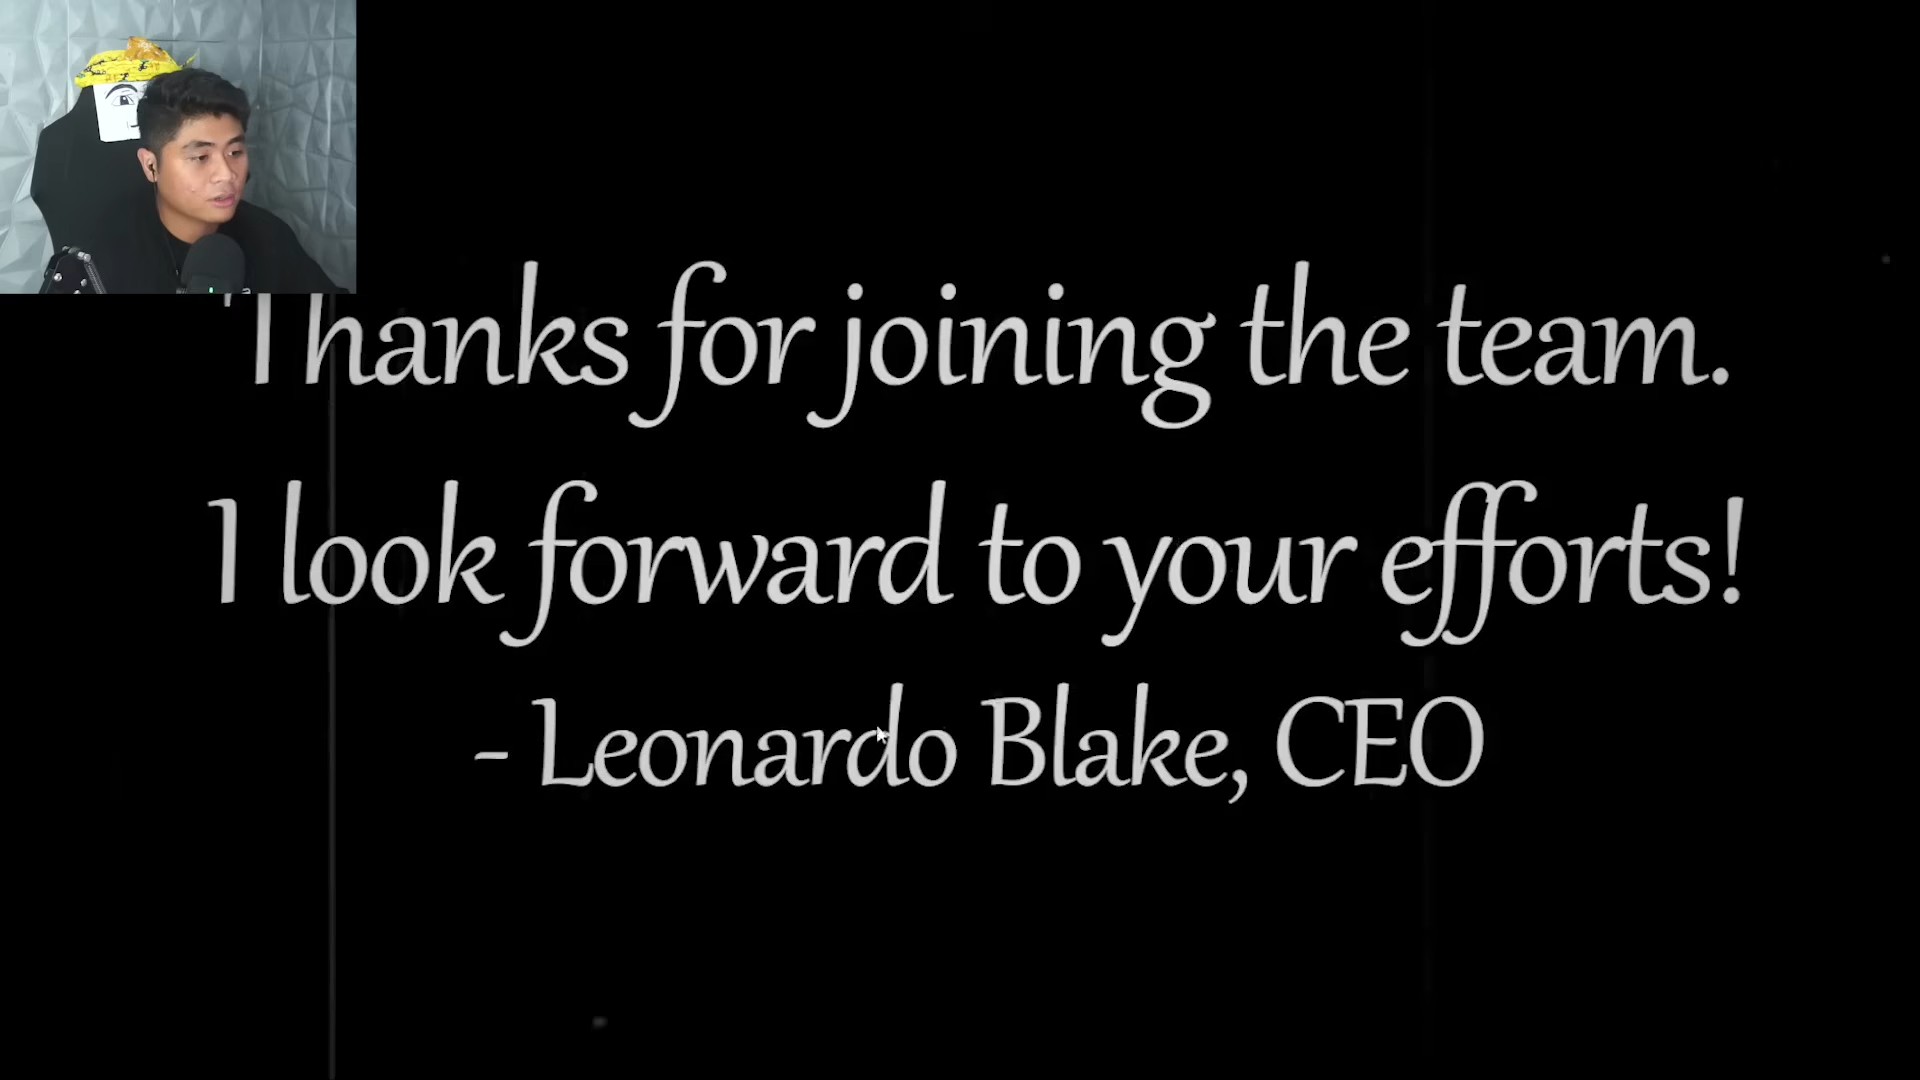 Thanks for joining the team.
I look forward to your efforts!
- Leonardo Blake, CEO